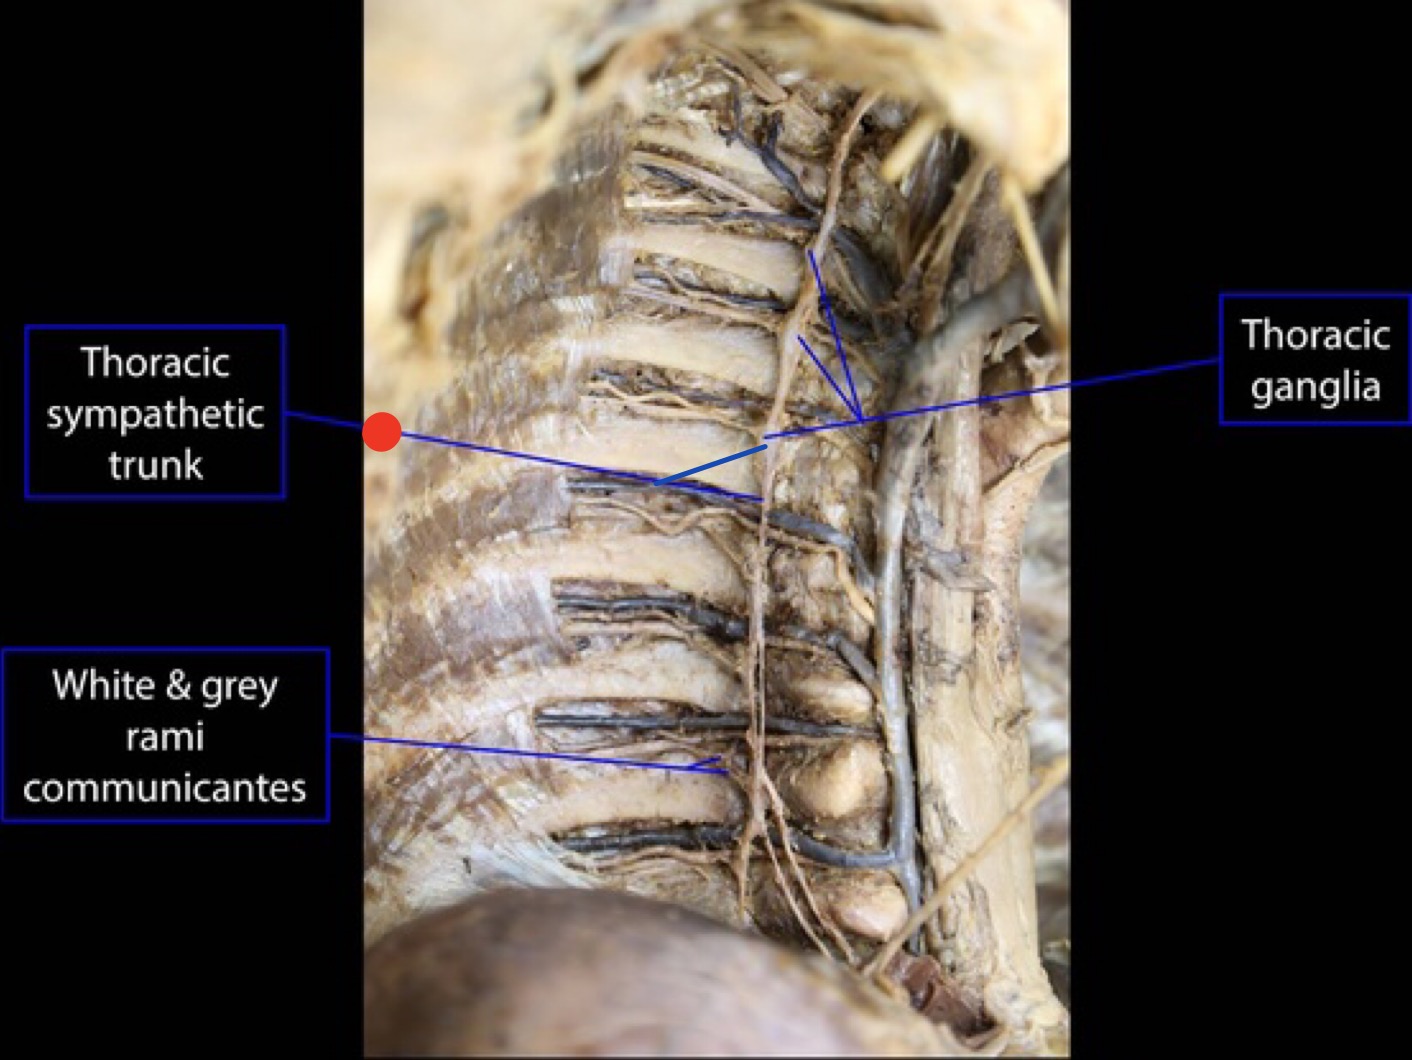 Thoracic
sympathetic
trunk
Thoracic
ganglia
White & grey
rami
communicantes